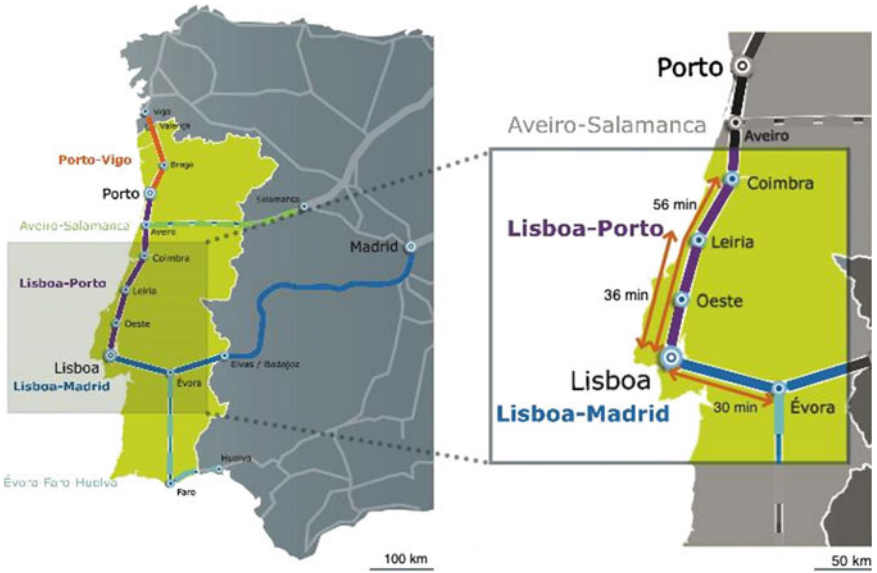 Vigo
Valença
Porto-Vigo
Braga
Porto
Salamanca
Aveiro-Salamanca
Aveiro
Madrid
Coimbra
Lisboa-Porto
Leiria
Oeste
Lisboa
Elvas / Badajoz
Lisboa-Madrid
Évora
Huelva
Évora Faro Huelva
Faro
100 km
Porto
Aveiro-Salamanca
Aveiro
Coimbra
56 min
Lisboa-Porto
Leiria
36 min
Oeste
Lisboa
30 min
Évora
Lisboa-Madrid
50 km